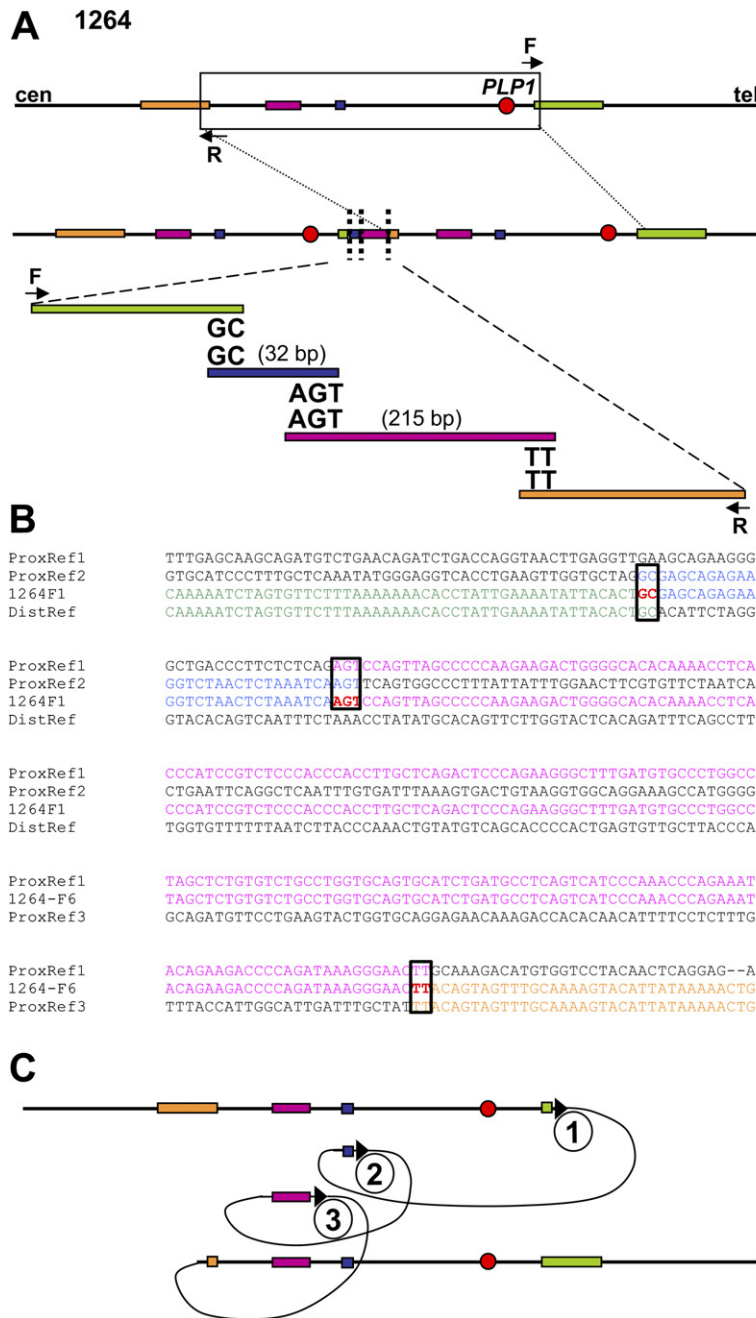 A 1264
F
cen PLP1 tel
R
F
GC
GC (32 bp)
AGT
AGT (215 bp)
TT
TT
R
B
ProxRef1 TTTGAGCAAGCAGATGTCTGAACAGATCTGACCAGGTAACTTGAGGTTGAAGCAGAAGGG
ProxRef2 GTGCATCCCTTTGCTCAAATATGGGAGGTCACCTGAAGTTGGTGCTAGGCGAGCAGAGAA
1264F1 CAAAAATCTAGTGTTCTTTAAAAAAACACCTATTGAAAATATTACACTGCGAGCAGAGAA
DistRef CAAAAATCTAGTGTTCTTTAAAAAAACACCTATTGAAAATATTACACTGCACATTCTAGG
ProxRef1 GCTGACCCTTCTCTCAGAGTCCAGTTAGCCCCCAAGAAGACTGGGGCACACAAAACCTCA
ProxRef2 GGTCTAACTCTAAATCAAGTTCAGTGGCCCTTTATTATTTGGAACTTCGTGTTCTAATCA
1264F1 GGTCTAACTCTAAATCAAGTCCAGTTAGCCCCCAAGAAGACTGGGGCACACAAAACCTCA
DistRef GTACACAGTCAATTTCTAAACCTATATGCACAGTTCTTGGTACTCACAGATTTCAGCCTT
ProxRef1 CCCATCCGTCTCCCACCCACCTTGCTCAGACTCCCAGAAGGGCTTTGATGTGCCCTGGCC
ProxRef2 CTGAATTCAGGCTCAATTTGTGATTTAAAGTGACTGTAAGGTGGCAGGAAAGCCATGGGG
1264F1 CCCATCCGTCTCCCACCCACCTTGCTCAGACTCCCAGAAGGGCTTTGATGTGCCCTGGCC
DistRef TGGTGTTTTTTAATCTTACCCAAACTGTATGTCAGCACCCCACTGAGTGTTGCTTACCCA
ProxRef1 TAGCTCTGTGTCTGCCTGGTGCAGTGCATCTGATGCCTCAGTCATCCCAAACCCAGAAAT
1264-F6 TAGCTCTGTGTCTGCCTGGTGCAGTGCATCTGATGCCTCAGTCATCCCAAACCCAGAAAT
ProxRef3 GCAGATGTTCCTGAAGTACTGGTGCAGGAGAACAAAGACCACACAACATTTTCCTCTTTG
ProxRef1 ACAGAAGACCCCAGATAAAGGGAACTTGCAAAGACATGTGGTCCTACAACTCAGGAG--A
1264-F6 ACAGAAGACCCCAGATAAAGGGAACTTACAGTAGTTTGCAAAAGTACATTATAAAAACTG
ProxRef3 TTTACCATTGGCATTGATTTGCTATTTACAGTAGTTTGCAAAAGTACATTATAAAAACTG
C
1
2
3